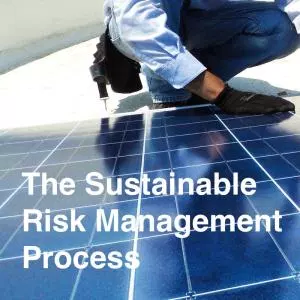 The Sustainable
Risk Management
Process